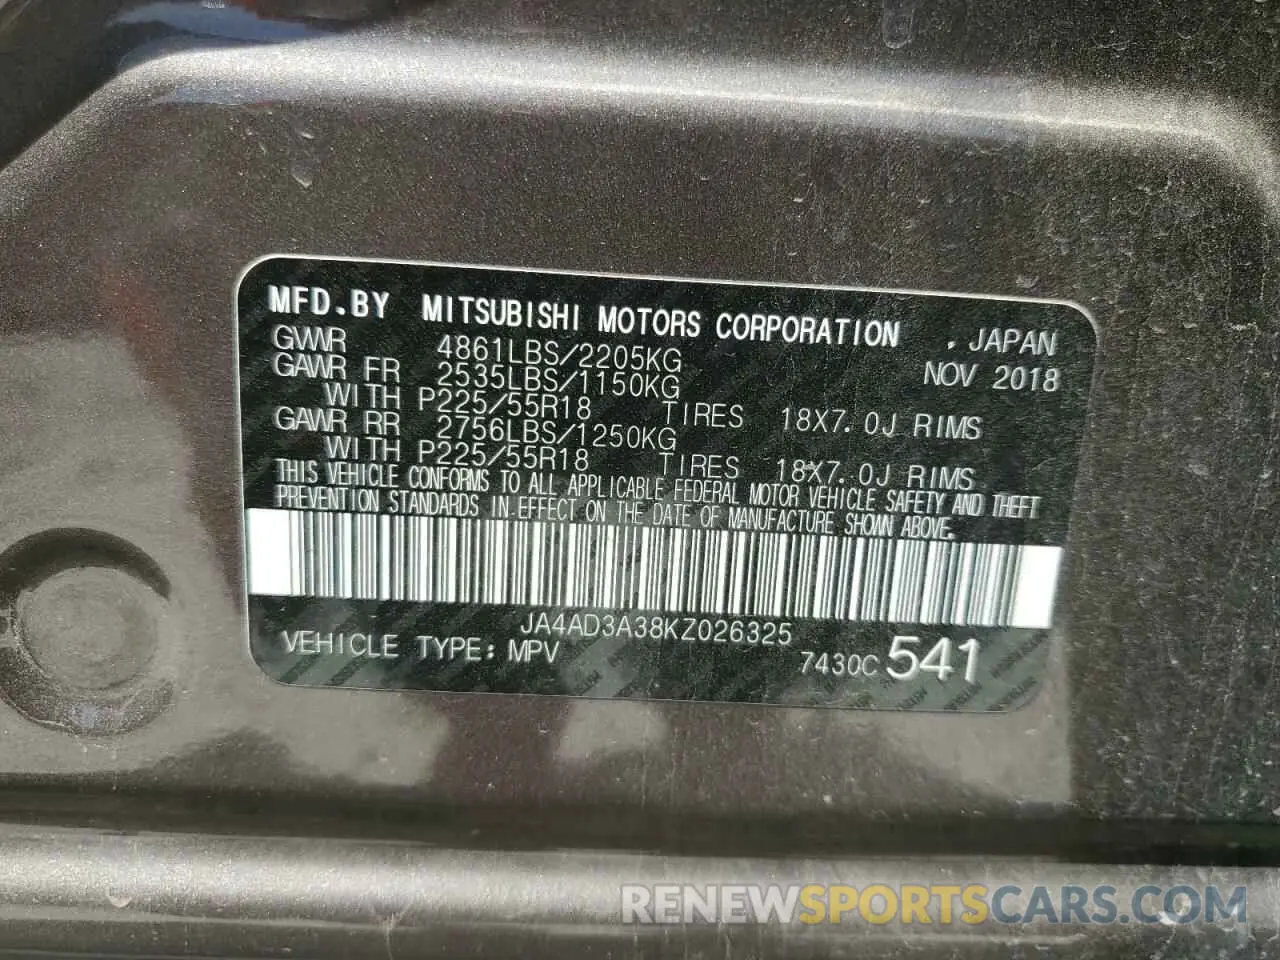 MFD.BY MITSUBISHI MOTORS CORPORATION , JAPAN
GVWR 4861LBS/2205KG NOV 2018
GAWR FR 2535LBS/1150KG
WITH P225/55R18 TIRES 18X7.0J RIMS
GAWR RR 2756LBS/1250KG
WITH P225/55R18 TIRES 18X7.0J RIMS
THIS VEHICLE CONFORMS TO ALL APPLICABLE FEDERAL MOTOR VEHICLE SAFETY AND THEFT
PREVENTION STANDARDS IN EFFECT ON THE DATE OF MANUFACTURE SHOWN ABOVE.
JA4AD3A38KZ026325
VEHICLE TYPE: MPV 7430C 541
RENEWSPORTSCARS.COM